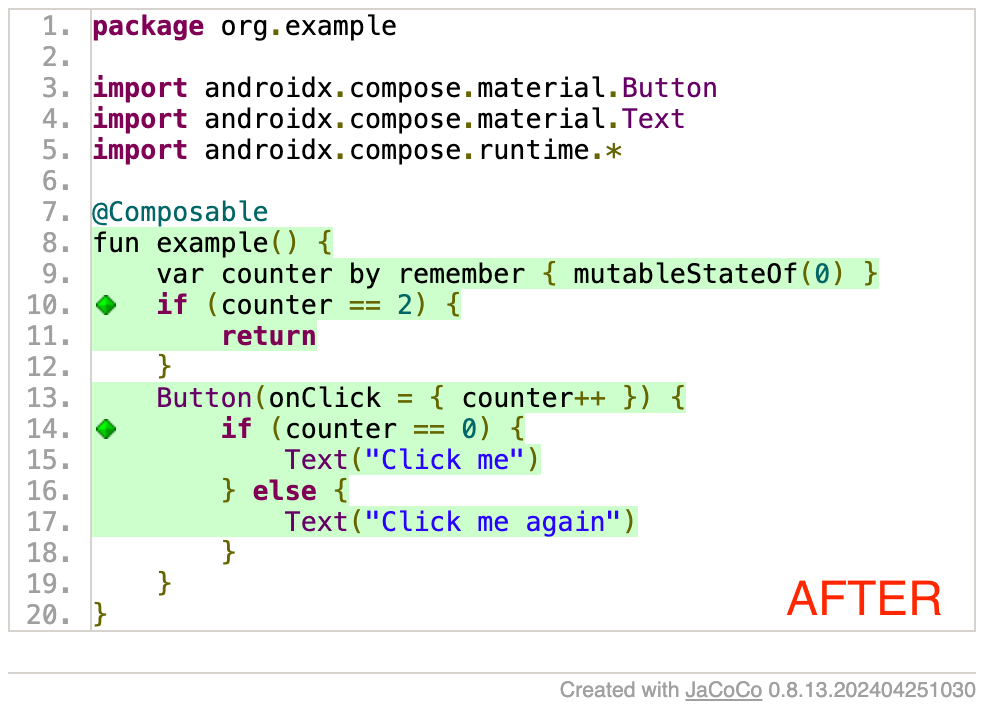 1. package org.example
2.
3. import androidx.compose.material.Button
4. import androidx.compose.material.Text
5. import androidx.compose.runtime.*
6.
7. @Composable
8. fun example() {
9.     var counter by remember { mutableStateOf(0) }
10.     if (counter == 2) {
11.         return
12.     }
13.     Button(onClick = { counter++ }) {
14.         if (counter == 0) {
15.             Text("Click me")
16.         } else {
17.             Text("Click me again")
18.         }
19.     }
20. }
AFTER
Created with JaCoCo 0.8.13.202404251030